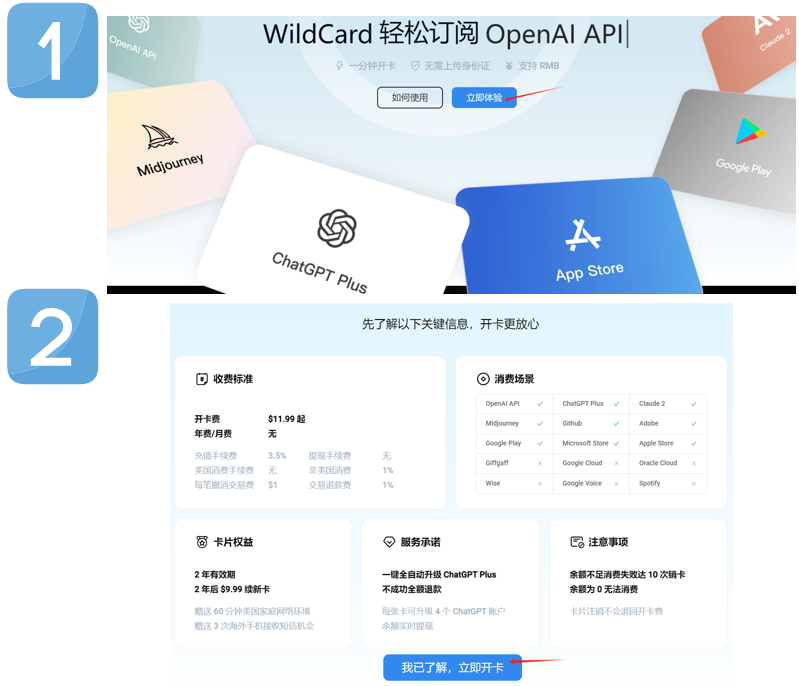 1
WildCard 轻松订阅 OpenAI API
OpenAI API
Claude 2
一分钟开卡 无需上传身份证 ¥ 支持 RMB
如何使用 立即体验
Midjourney
Google Play
ChatGPT Plus
App Store
2
先了解以下关键信息，开卡更放心
收费标准
开卡费 $11.99 起
年费/月费 无
充值手续费 3.5% 提现手续费 无
美国消费手续费 无 非美国消费 1%
每笔撤消交易费 $1 交易退款费 1%
消费场景
OpenAI API ✓ ChatGPT Plus ✓ Claude 2 ✓
Midjourney ✓ Github ✓ Adobe ✓
Google Play ✓ Microsoft Store ✓ Apple Store ✓
Giffgaff × Google Cloud × Oracle Cloud ×
Wise × Google Voice × Spotify ×
卡片权益
2 年有效期
2 年后 $9.99 续新卡
赠送 60 分钟美国家庭网络环境
赠送 3 次海外手机接收短信机会
服务承诺
一键全自动升级 ChatGPT Plus
不成功全额退款
每张卡可升级 4 个 ChatGPT 账户
余额实时提现
注意事项
余额不足消费失败达 10 次销卡
余额为 0 无法消费
卡片注销不会退回开卡费
我已了解，立即开卡